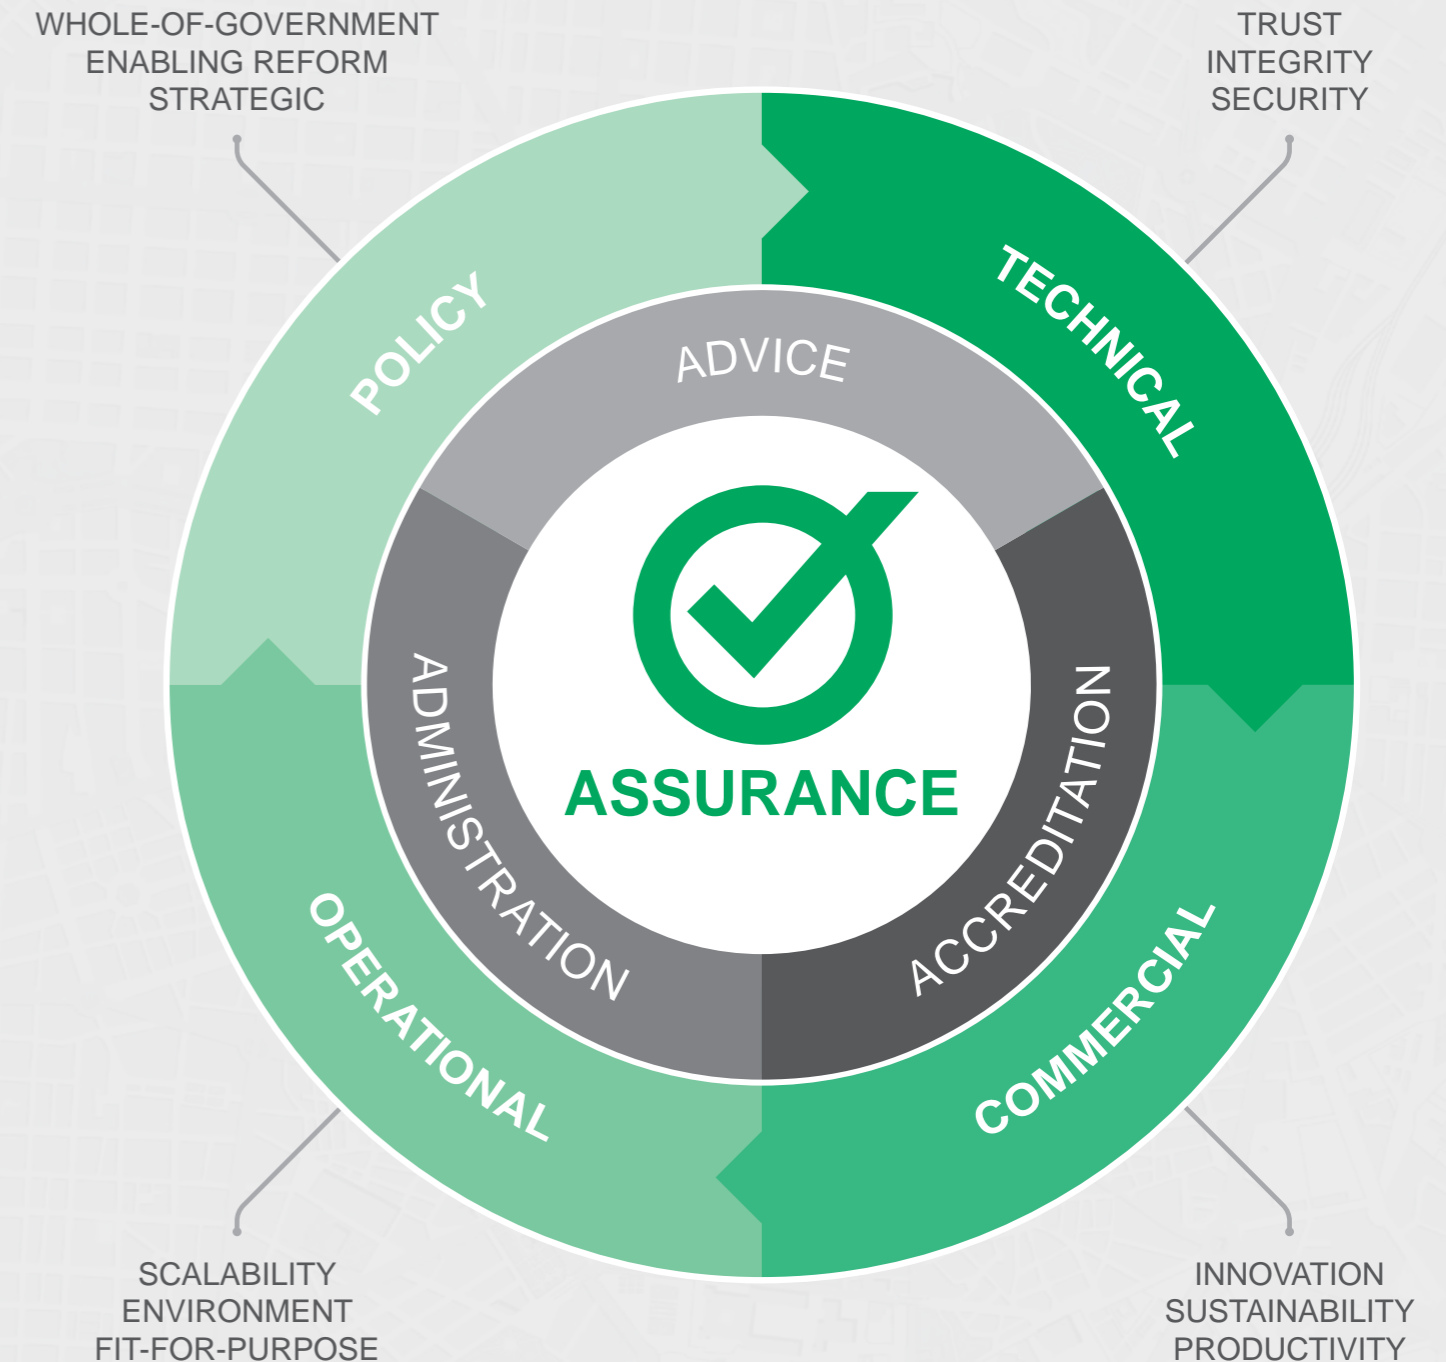 WHOLE-OF-GOVERNMENT
ENABLING REFORM
STRATEGIC
TRUST
INTEGRITY
SECURITY
POLICY
TECHNICAL
ADVICE
ASSURANCE
ADMINISTRATION
ACCREDITATION
OPERATIONAL
COMMERCIAL
SCALABILITY
ENVIRONMENT
FIT-FOR-PURPOSE
INNOVATION
SUSTAINABILITY
PRODUCTIVITY